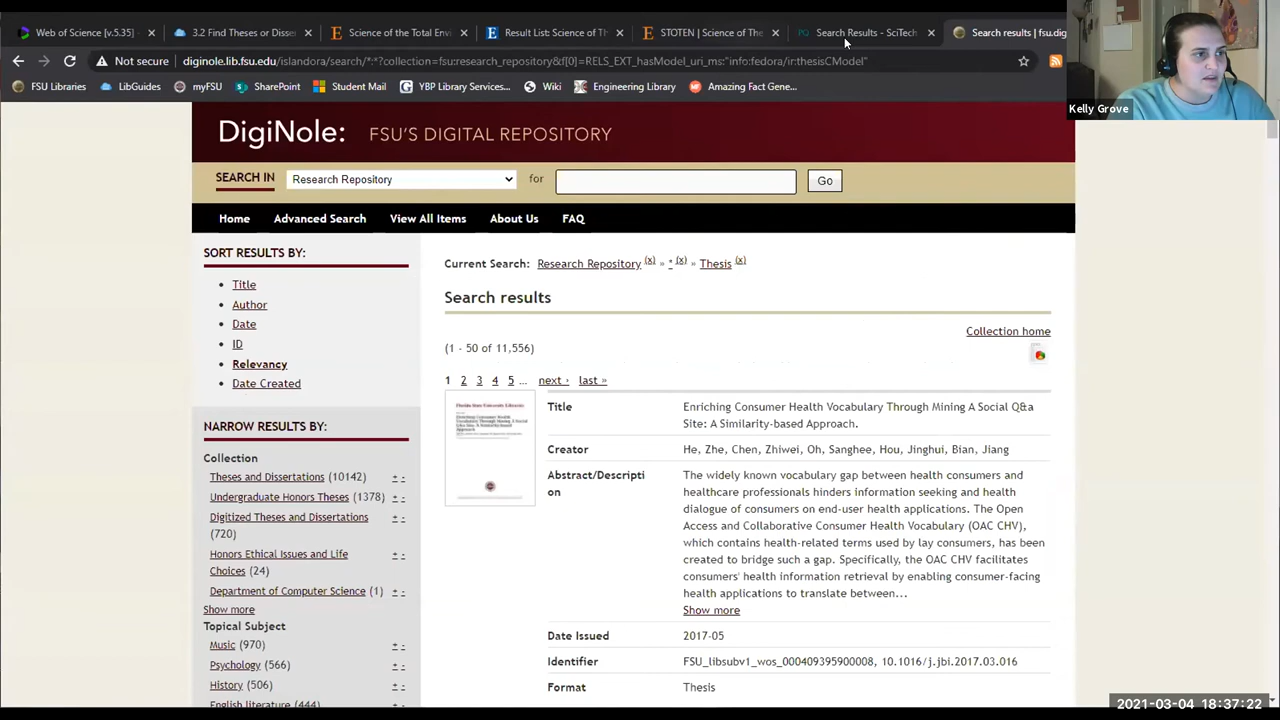 Web of Science [v.5.35] -
3.2 Find Theses or Disse
Science of the Total Envi
Result List: Science of Th
STOTEN | Science of The
Search Results - SciTech
Search results | fsu.dig
Not secure
diginole.lib.fsu.edu/islandora/search/*:*?collection=fsu:research_repository&f[0]=RELS_EXT_hasModel_uri_ms:"info:fedora/ir:thesisCModel"
FSU Libraries
LibGuides
myFSU
SharePoint
Student Mail
YBP Library Services...
Wiki
Engineering Library
Amazing Fact Gene...
Kelly Grove
DigiNole: FSU'S DIGITAL REPOSITORY
SEARCH IN
Research Repository
for
Go
Home
Advanced Search
View All Items
About Us
FAQ
SORT RESULTS BY:
Title
Author
Date
ID
Relevancy
Date Created
NARROW RESULTS BY:
Collection
Theses and Dissertations (10142) + -
Undergraduate Honors Theses (1378) + -
Digitized Theses and Dissertations + -
(720)
Honors Ethical Issues and Life + -
Choices (24)
Department of Computer Science (1) + -
Show more
Topical Subject
Music (970) + -
Psychology (566) + -
History (506) + -
English literature (444) + -
Current Search: Research Repository (x) » * (x) » Thesis (x)
Search results
Collection home
(1 - 50 of 11,556)
1 2 3 4 5 ... next › last »
Title
Enriching Consumer Health Vocabulary Through Mining A Social Q&a
Site: A Similarity-based Approach.
Creator
He, Zhe, Chen, Zhiwei, Oh, Sanghee, Hou, Jinghui, Bian, Jiang
Abstract/Descripti
on
The widely known vocabulary gap between health consumers and
healthcare professionals hinders information seeking and health
dialogue of consumers on end-user health applications. The Open
Access and Collaborative Consumer Health Vocabulary (OAC CHV),
which contains health-related terms used by lay consumers, has been
created to bridge such a gap. Specifically, the OAC CHV facilitates
consumers' health information retrieval by enabling consumer-facing
health applications to translate between...
Show more
Date Issued
2017-05
Identifier
FSU_libsubv1_wos_000409395900008, 10.1016/j.jbi.2017.03.016
Format
Thesis
2021-03-04 18:37:22